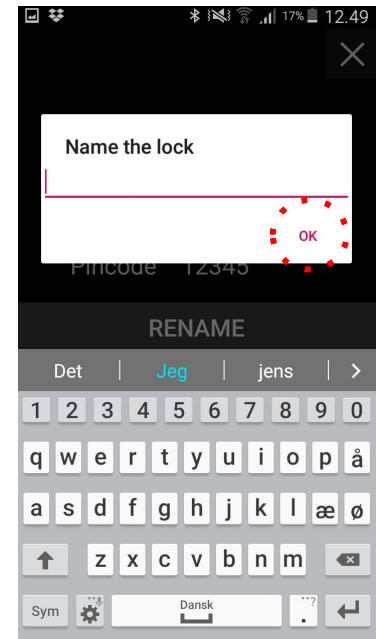 17% 12.49
Name the lock
OK
Pincode 12345
RENAME
Det Jeg jens >
1 2 3 4 5 6 7 8 9 0
q w e r t y u i o p å
a s d f g h j k l æ ø
z x c v b n m
Sym Dansk . ...?